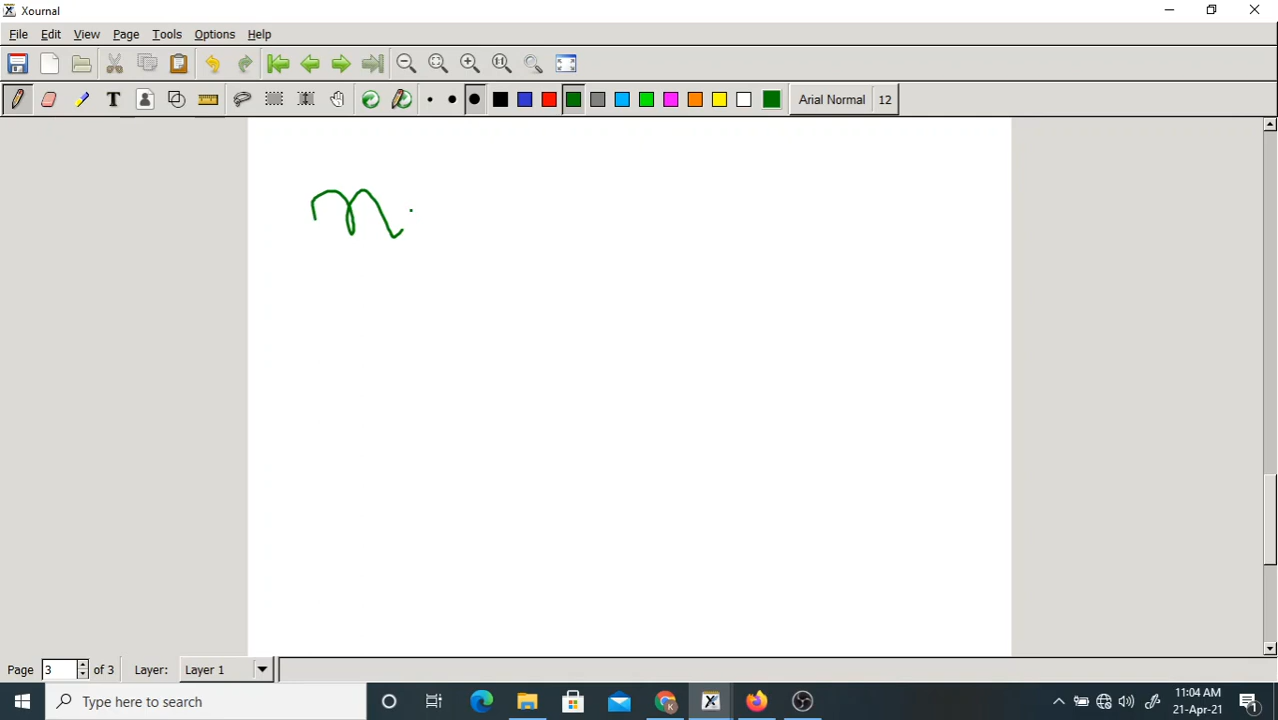 Xournal
File Edit View Page Tools Options Help
T Arial Normal 12
m
Page 3 of 3 Layer: Layer 1
Type here to search 11:04 AM
21-Apr-21 1